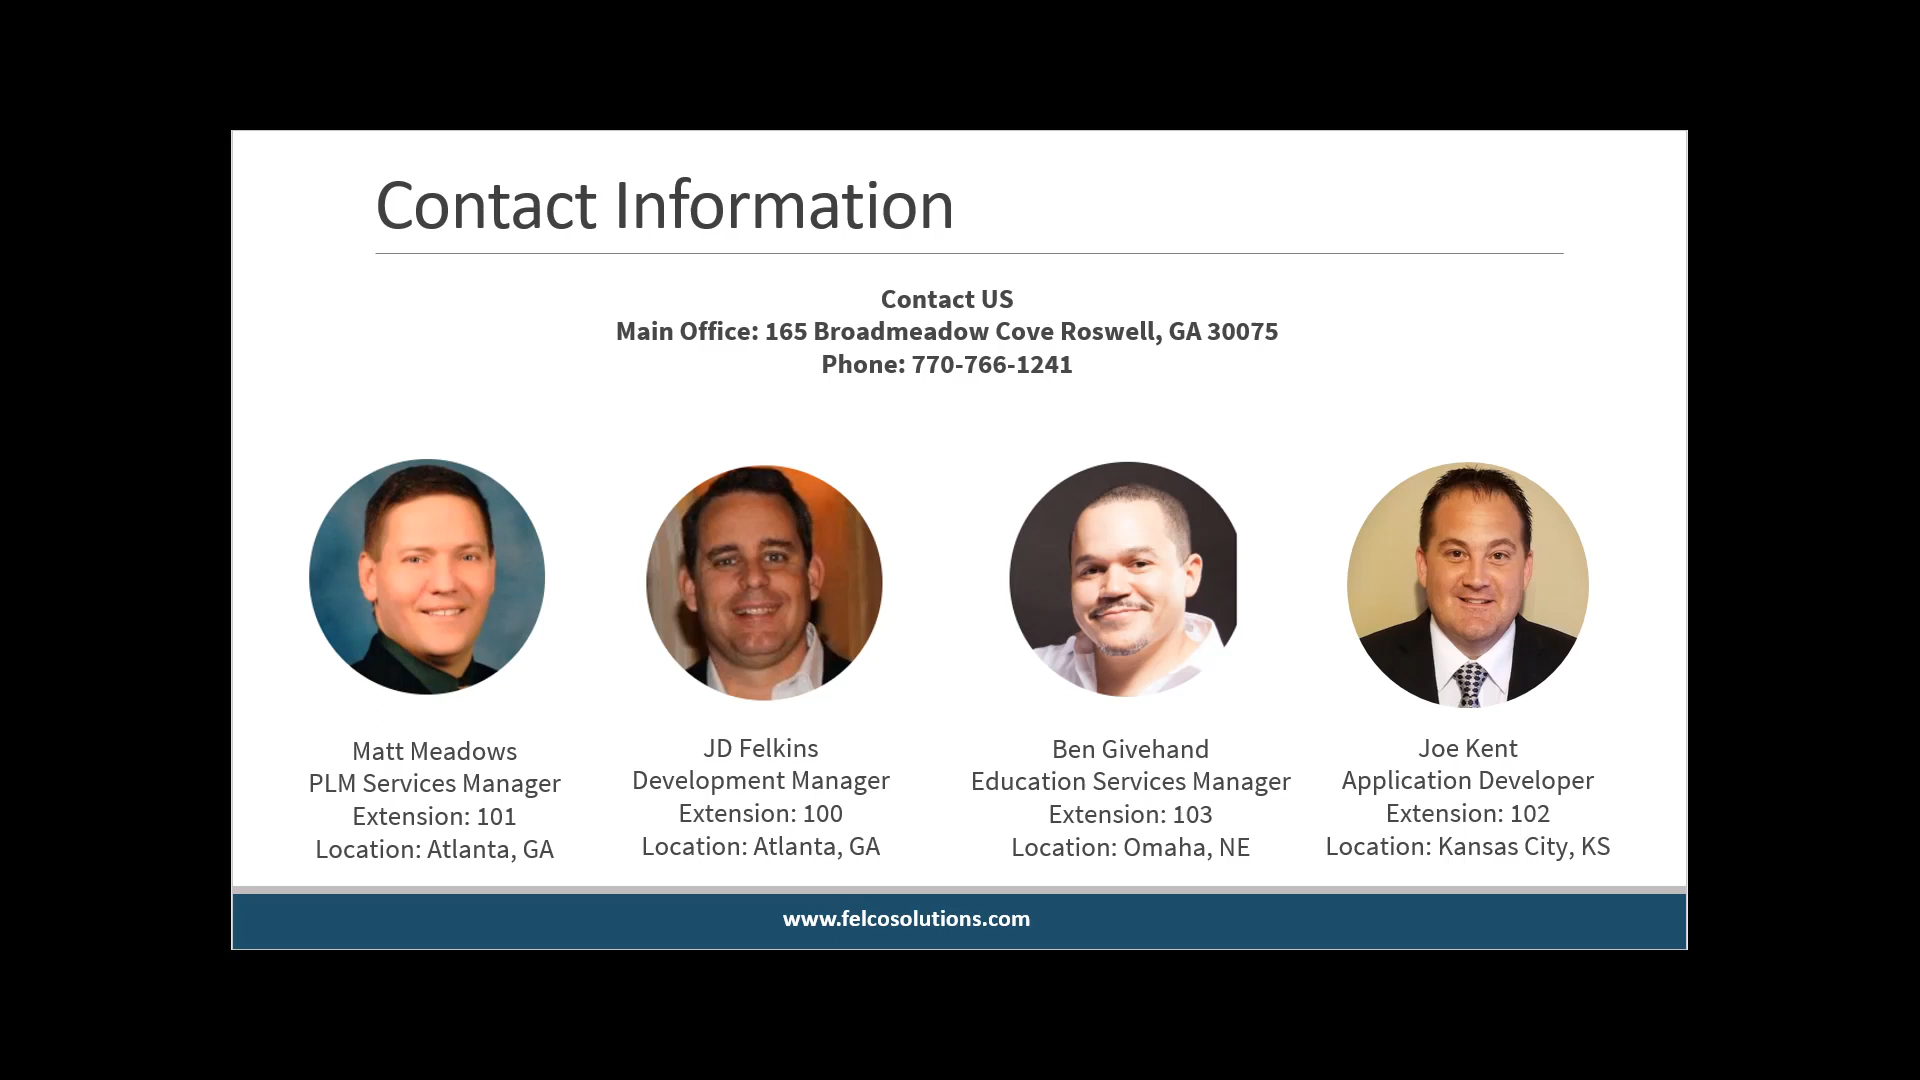 Contact Information
Contact US
Main Office: 165 Broadmeadow Cove Roswell, GA 30075
Phone: 770-766-1241
Matt Meadows
PLM Services Manager
Extension: 101
Location: Atlanta, GA
JD Felkins
Development Manager
Extension: 100
Location: Atlanta, GA
Ben Givehand
Education Services Manager
Extension: 103
Location: Omaha, NE
Joe Kent
Application Developer
Extension: 102
Location: Kansas City, KS
www.felcosolutions.com